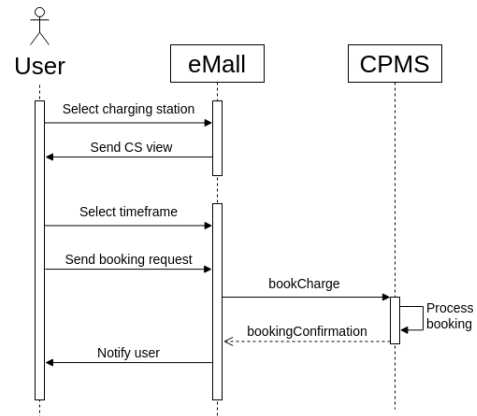 User
eMall
CPMS
Select charging station
Send CS view
Select timeframe
Send booking request
bookCharge
Process
booking
bookingConfirmation
Notify user